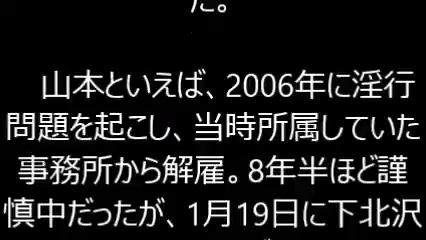 た。
山本といえば、2006年に淫行
問題を起こし、当時所属していた
事務所から解雇。8年半ほど謹
慎中だったが、1月19日に下北沢